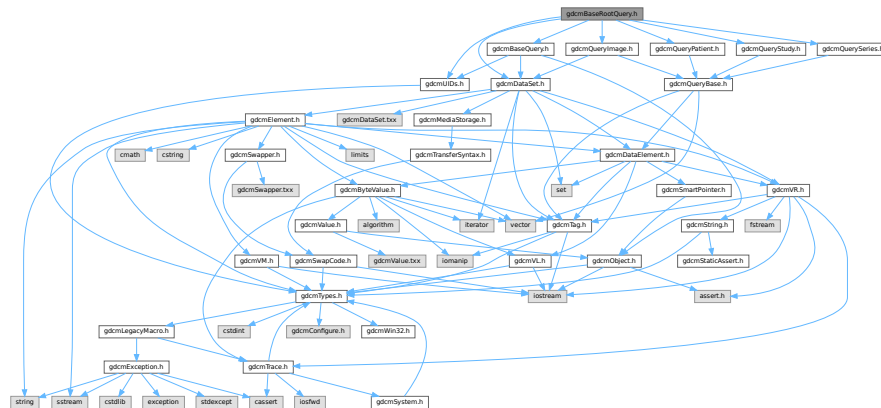 gdcmBaseRootQuery.h
gdcmBaseQuery.h
gdcmQueryImage.h
gdcmQueryPatient.h
gdcmQueryStudy.h
gdcmQuerySeries.h
gdcmUIDs.h
gdcmDataSet.h
gdcmQueryBase.h
gdcmElement.h
gdcmDataSet.txx
gdcmMediaStorage.h
cmath
cstring
gdcmSwapper.h
limits
gdcmTransferSyntax.h
gdcmDataElement.h
gdcmSwapper.txx
gdcmByteValue.h
set
gdcmSmartPointer.h
gdcmVR.h
gdcmValue.h
algorithm
iterator
vector
gdcmTag.h
gdcmString.h
fstream
gdcmVM.h
gdcmSwapCode.h
gdcmValue.txx
iomanip
gdcmVL.h
gdcmObject.h
gdcmStaticAssert.h
gdcmTypes.h
iostream
assert.h
gdcmLegacyMacro.h
cstdint
gdcmConfigure.h
gdcmWin32.h
gdcmException.h
gdcmTrace.h
string
sstream
cstdlib
exception
stdexcept
cassert
iosfwd
gdcmSystem.h